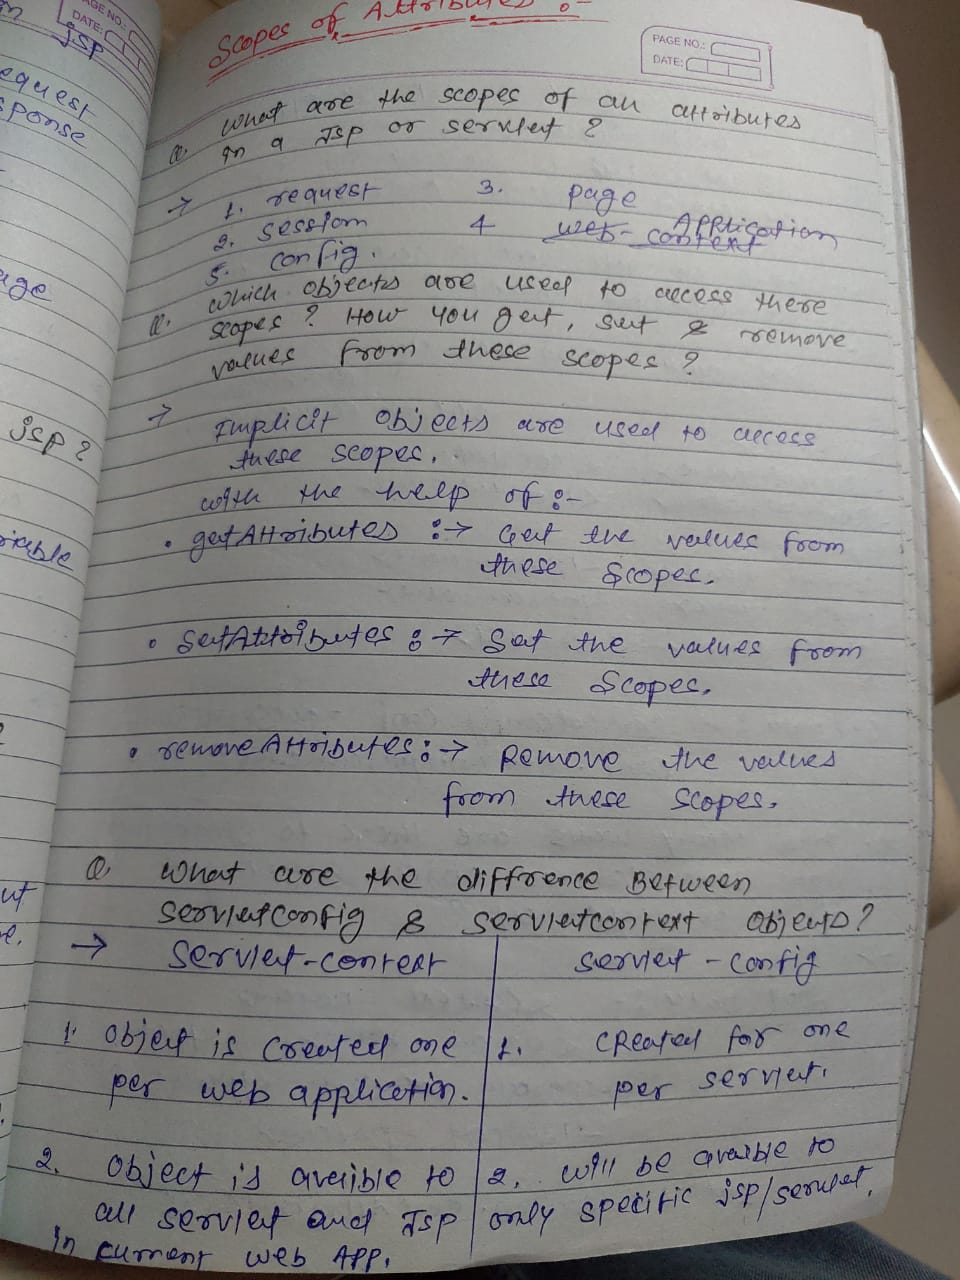 jsp
equest
sponse
age
jsp ?
riable
ut
e.
Scopes of Attributes :-
PAGE NO.:
DATE:
Q. What are the scopes of an attributes
in a JSP or servlet ?
→ 1. request 3. page
2. session 4 web-context Application
5. config.
Q. Which objects are used to access there
scopes ? How you get, set & remove
values from these scopes ?
→ Implicit objects are used to access
these scopes.
with the help of :-
• getAttributes :→ Get the values from
these Scopes.
• SetAttributes :→ Set the values from
these Scopes.
• removeAttributes :→ Remove the values
from these scopes.
Q. What are the diffrence Between
servletconfig & servletcontext objects?
→ servlet-context servlet - config
1. Object is created one 1. Created for one
per web application. per servlet.
2. Object is avaiible to 2. will be avaible to
all servlet and JSP only specific jsp/servlet.
in current web App.